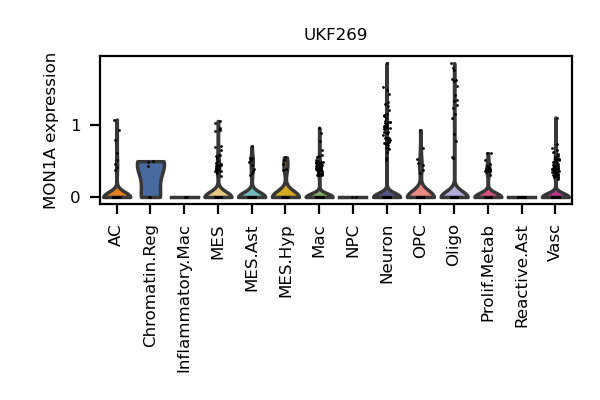 UKF269
MON1A expression
1
0
AC
Chromatin.Reg
Inflammatory.Mac
MES
MES.Ast
MES.Hyp
Mac
NPC
Neuron
OPC
Oligo
Prolif.Metab
Reactive.Ast
Vasc